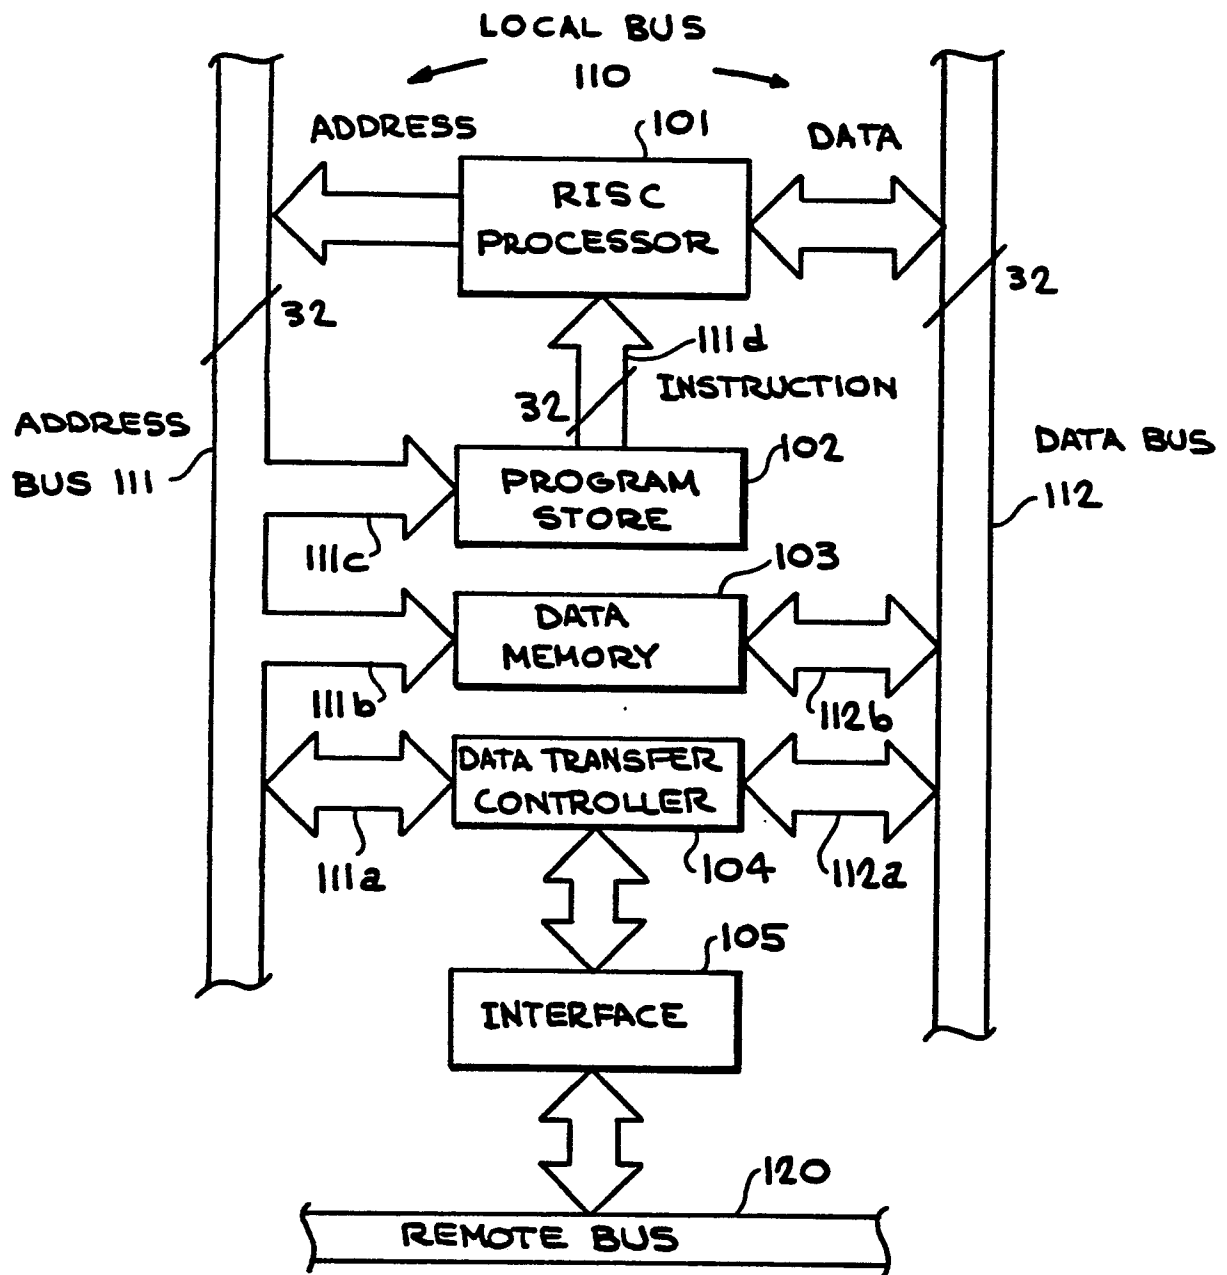 LOCAL BUS
110
ADDRESS
101
DATA
RISC
PROCESSOR
32
32
111d
INSTRUCTION
32
ADDRESS
BUS 111
102
PROGRAM
STORE
DATA BUS
112
111c
103
DATA
MEMORY
111b
112b
DATA TRANSFER
CONTROLLER
111a
104
112a
105
INTERFACE
120
REMOTE BUS